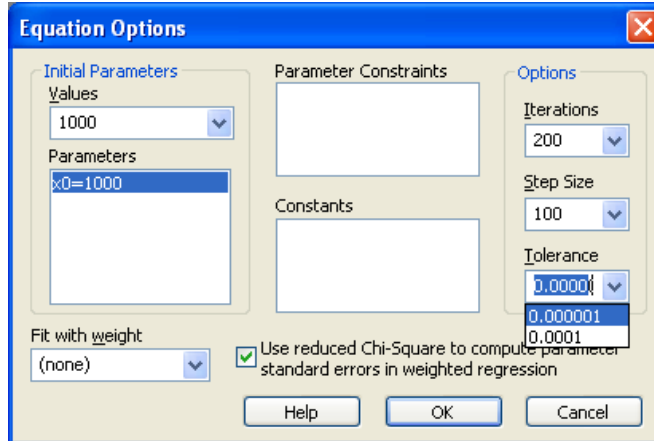 Equation Options
Initial Parameters
Values
1000
Parameters
x0=1000
Parameter Constraints
Constants
Options
Iterations
200
Step Size
100
Tolerance
0.00000
0.000001
0.0001
Fit with weight
(none)
Use reduced Chi-Square to compute parameter
standard errors in weighted regression
Help
OK
Cancel